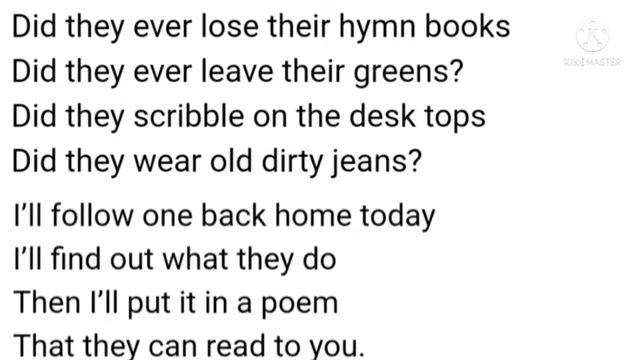 Did they ever lose their hymn books
Did they ever leave their greens?
Did they scribble on the desk tops
Did they wear old dirty jeans?
I'll follow one back home today
I'll find out what they do
Then I'll put it in a poem
That they can read to you.
KINEMASTER